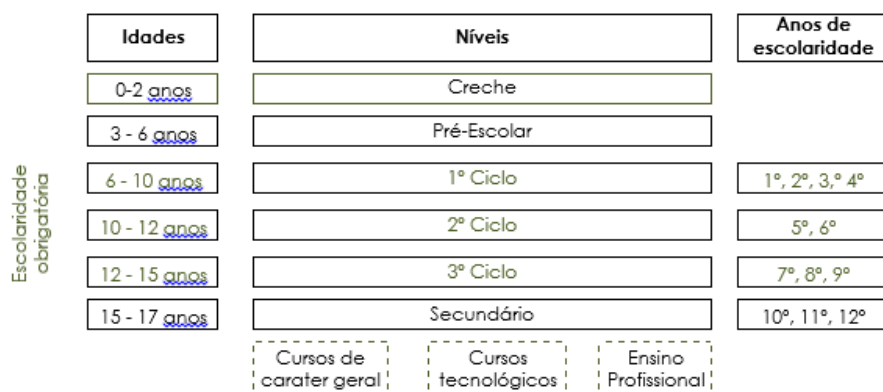 Idades Níveis Anos de
escolaridade
0-2 anos Creche
3 - 6 anos Pré-Escolar
Escolaridade
obrigatória
6 - 10 anos 1º Ciclo 1º, 2º, 3,º 4º
10 - 12 anos 2º Ciclo 5º, 6º
12 - 15 anos 3º Ciclo 7º, 8º, 9º
15 - 17 anos Secundário 10º, 11º, 12º
Cursos de
carater geral
Cursos
tecnológicos
Ensino
Profissional